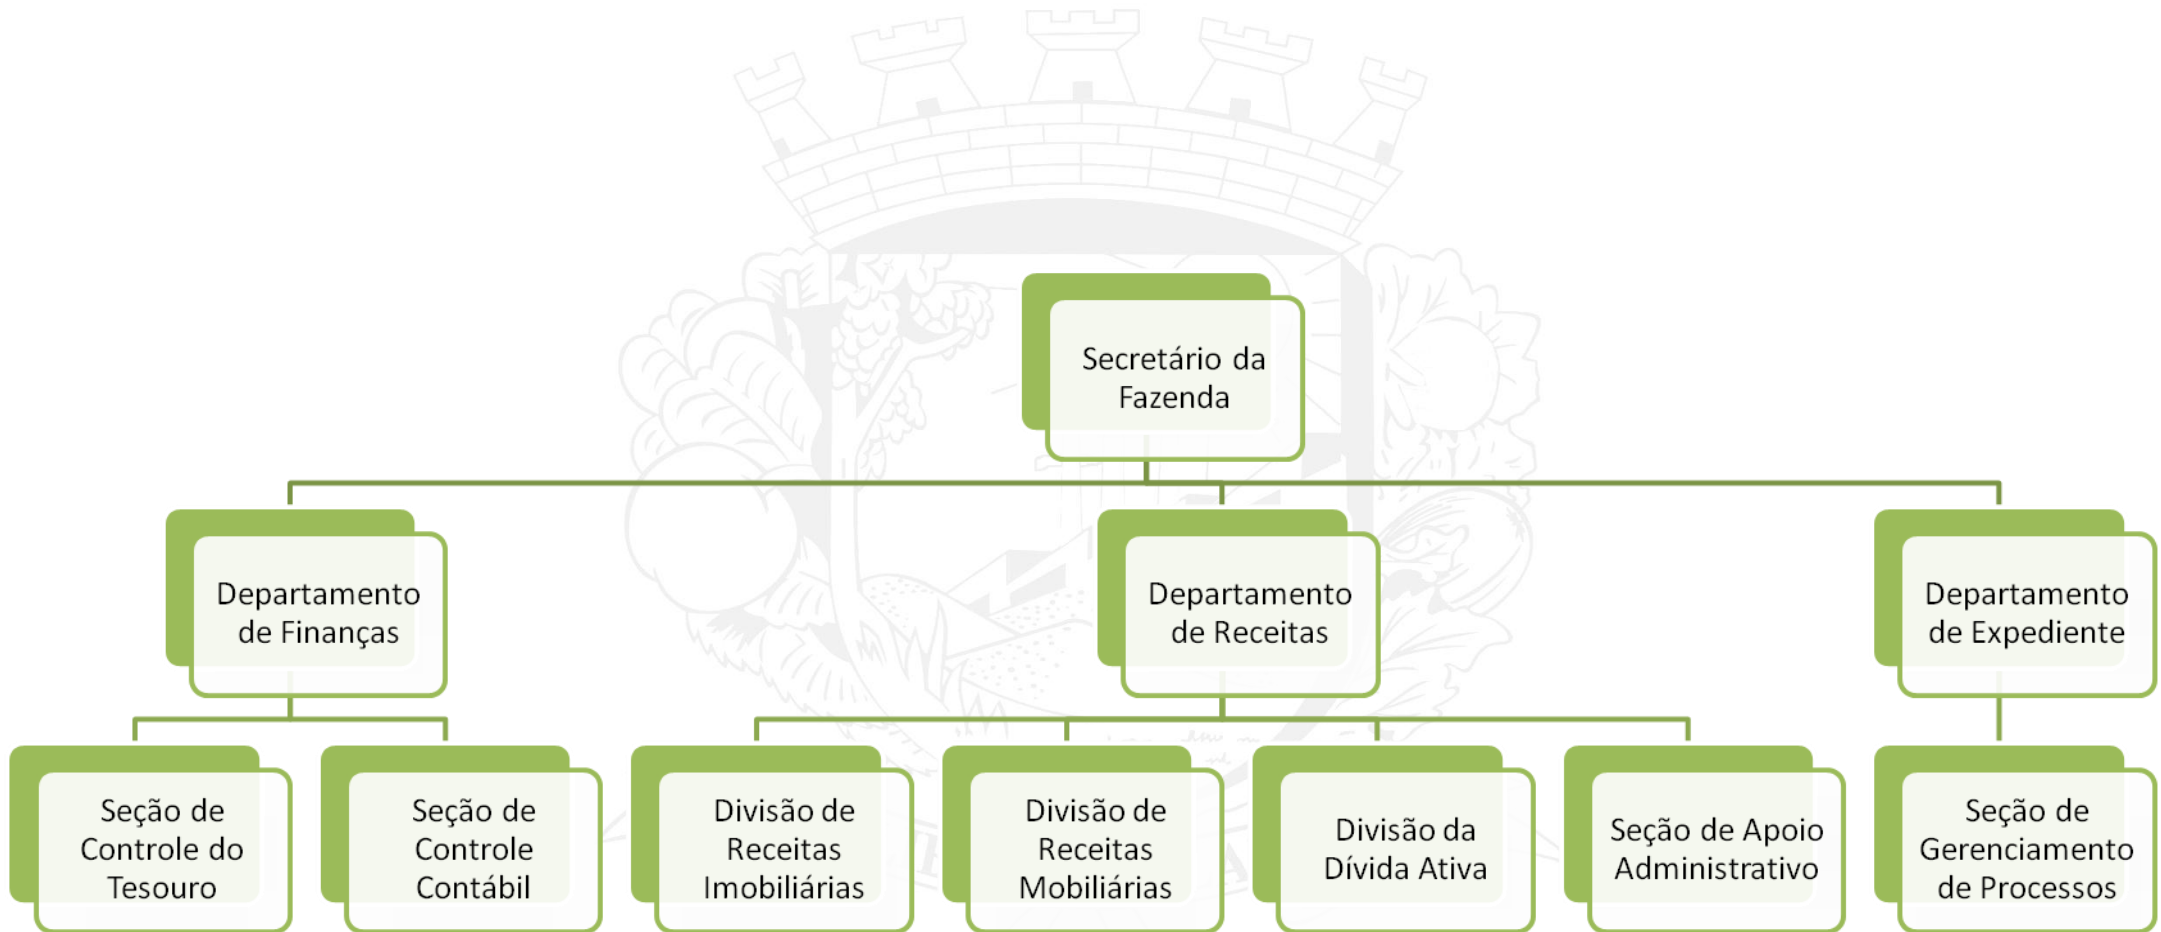 Secretário da
Fazenda
Departamento
de Finanças
Departamento
de Receitas
Departamento
de Expediente
Seção de
Controle do
Tesouro
Seção de
Controle
Contábil
Divisão de
Receitas
Imobiliárias
Divisão de
Receitas
Mobiliárias
Divisão da
Dívida Ativa
Seção de Apoio
Administrativo
Seção de
Gerenciamento
de Processos